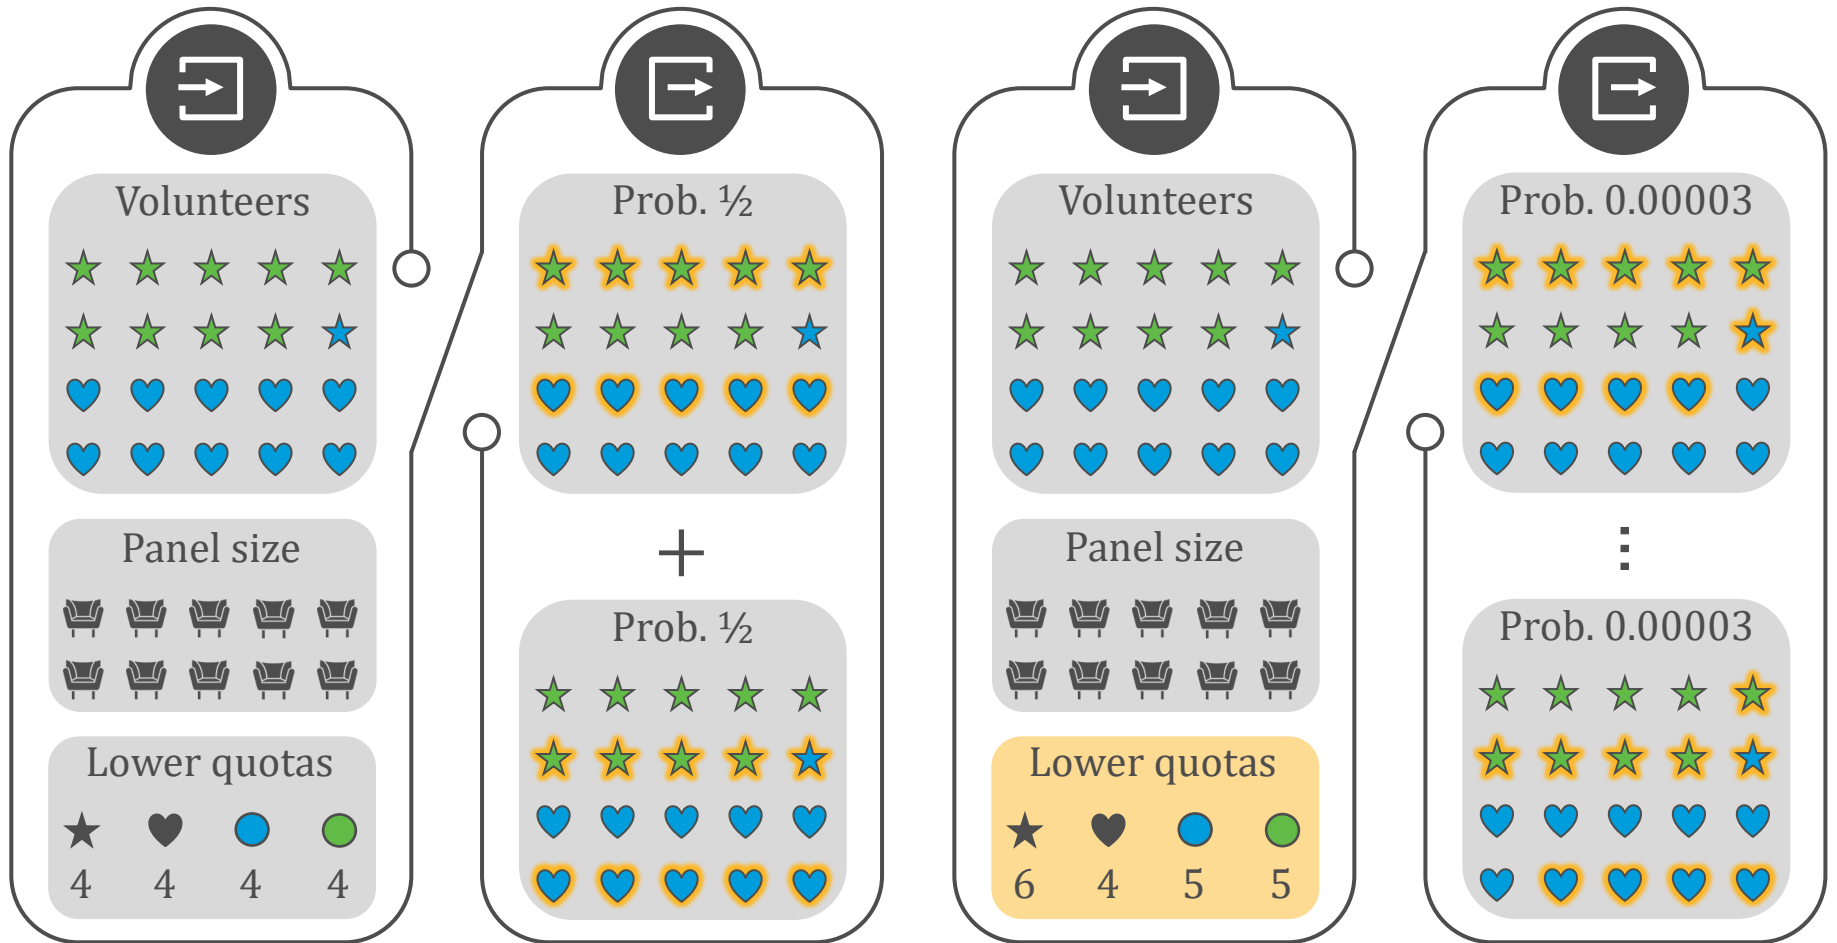 Volunteers
Panel size
Lower quotas
4 4 4 4
Prob. ½
Prob. ½
Volunteers
Panel size
Lower quotas
6 4 5 5
Prob. 0.00003
Prob. 0.00003